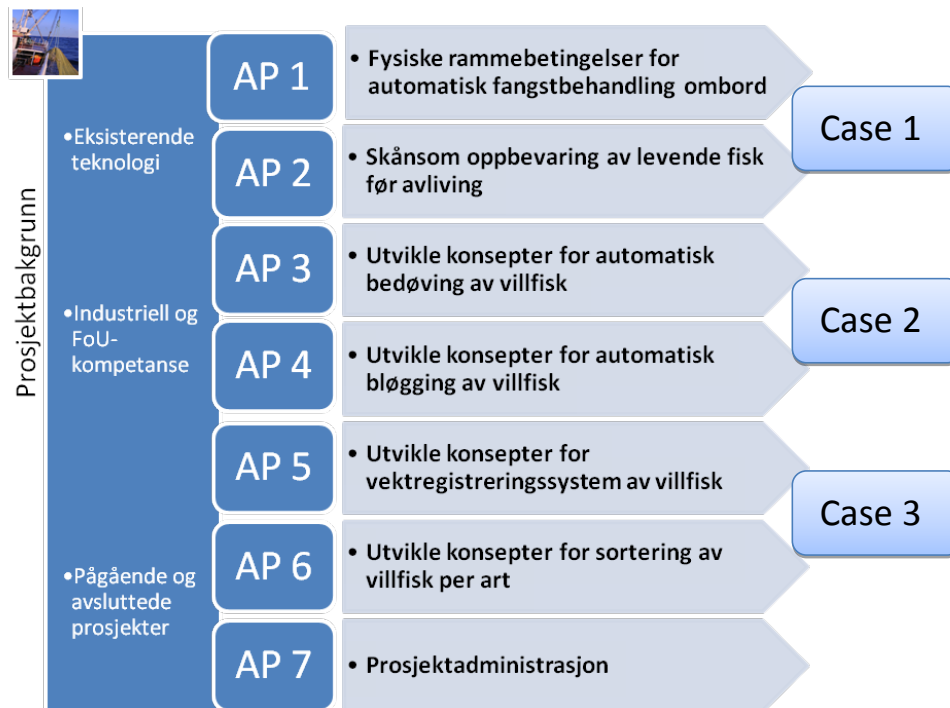 Prosjektbakgrunn
•Eksisterende
teknologi
•Industriell og
FoU-
kompetanse
•Pågående og
avsluttede
prosjekter
AP 1
• Fysiske rammebetingelser for
automatisk fangstbehandling ombord
AP 2
• Skånsom oppbevaring av levende fisk
før avliving
AP 3
• Utvikle konsepter for automatisk
bedøving av villfisk
AP 4
• Utvikle konsepter for automatisk
bløgging av villfisk
AP 5
• Utvikle konsepter for
vektregistreringssystem av villfisk
AP 6
• Utvikle konsepter for sortering av
villfisk per art
AP 7
• Prosjektadministrasjon
Case 1
Case 2
Case 3